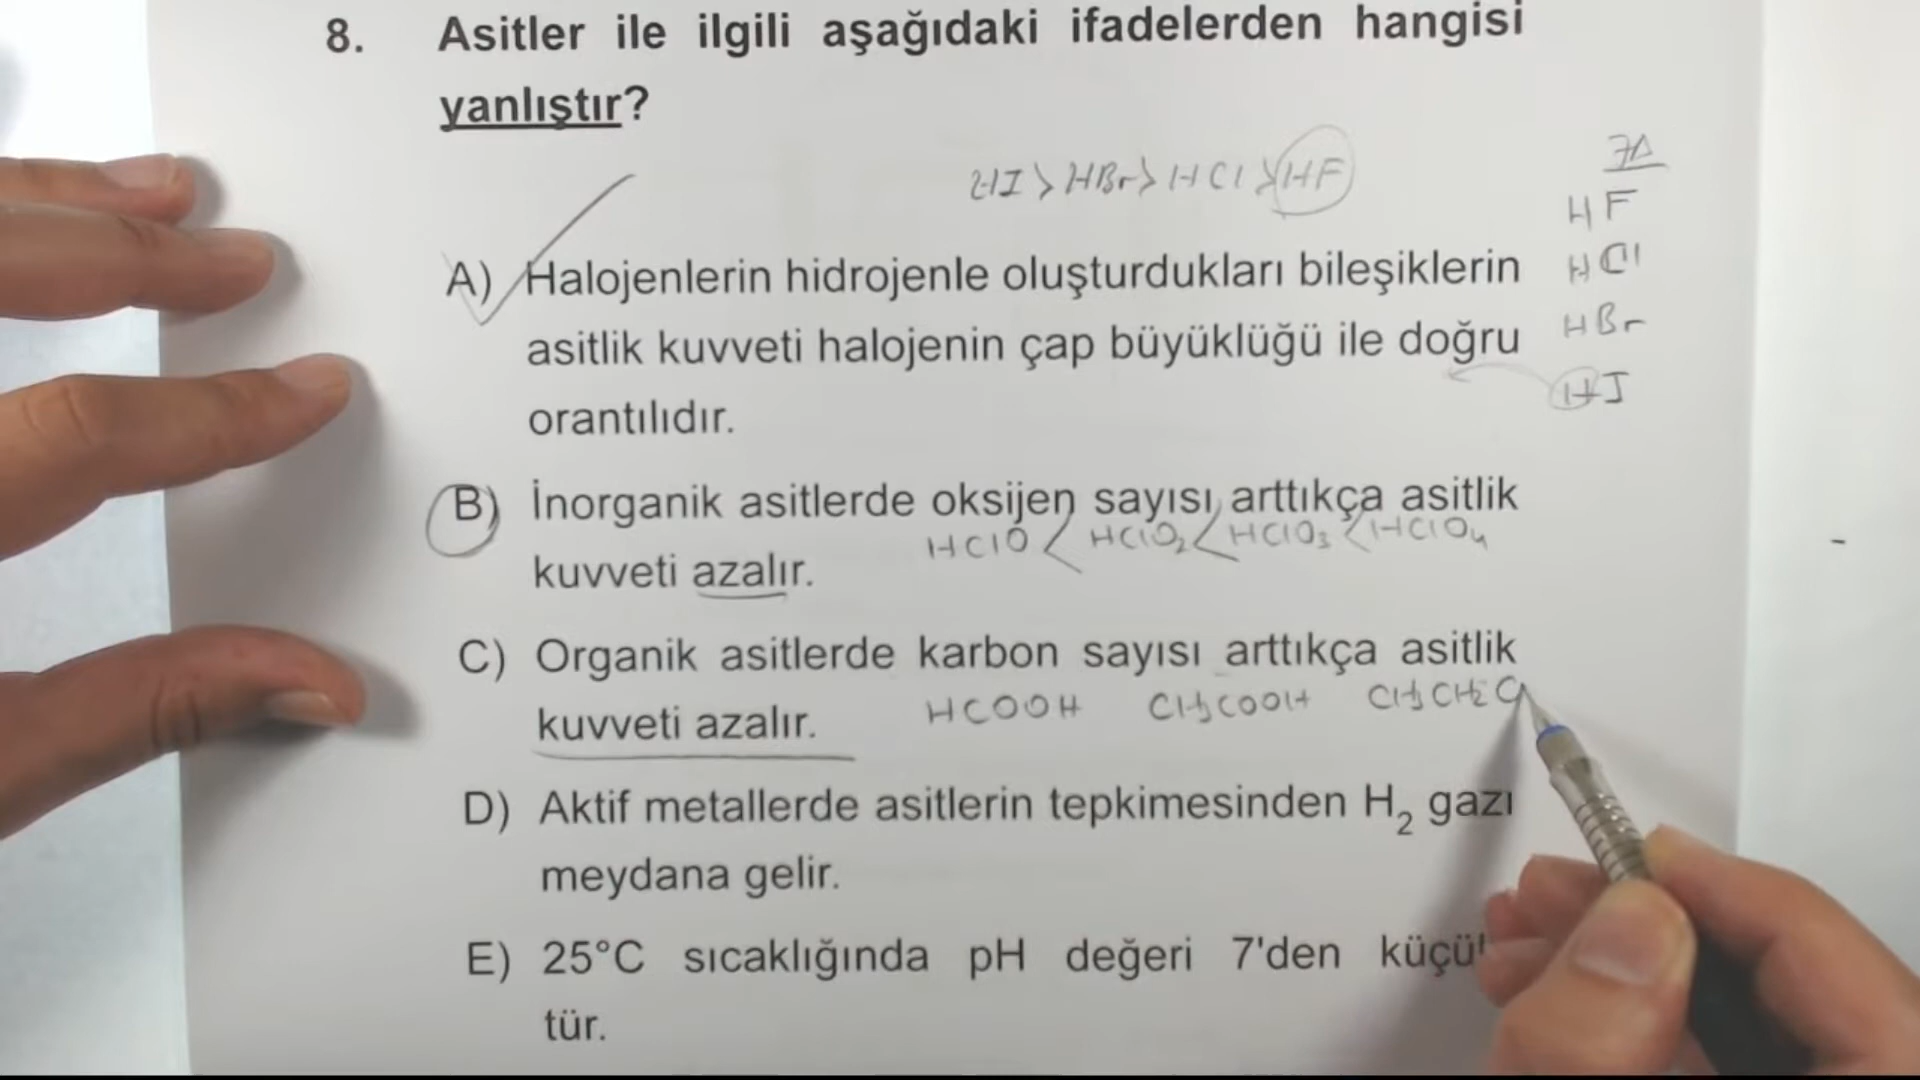 8. Asitler ile ilgili aşağıdaki ifadelerden hangisi
yanlıştır?
7A
HI > HBr > HCl > HF
HF
A) Halojenlerin hidrojenle oluşturdukları bileşiklerin
HCl
asitlik kuvveti halojenin çap büyüklüğü ile doğru
HBr
HI
orantılıdır.
B) İnorganik asitlerde oksijen sayısı arttıkça asitlik
HClO < HClO₂ < HClO₃ < HClO₄
kuvveti azalır.
C) Organik asitlerde karbon sayısı arttıkça asitlik
HCOOH CH₃COOH CH₃CH₂C
kuvveti azalır.
D) Aktif metallerde asitlerin tepkimesinden H₂ gazı
meydana gelir.
E) 25°C sıcaklığında pH değeri 7'den
tür.